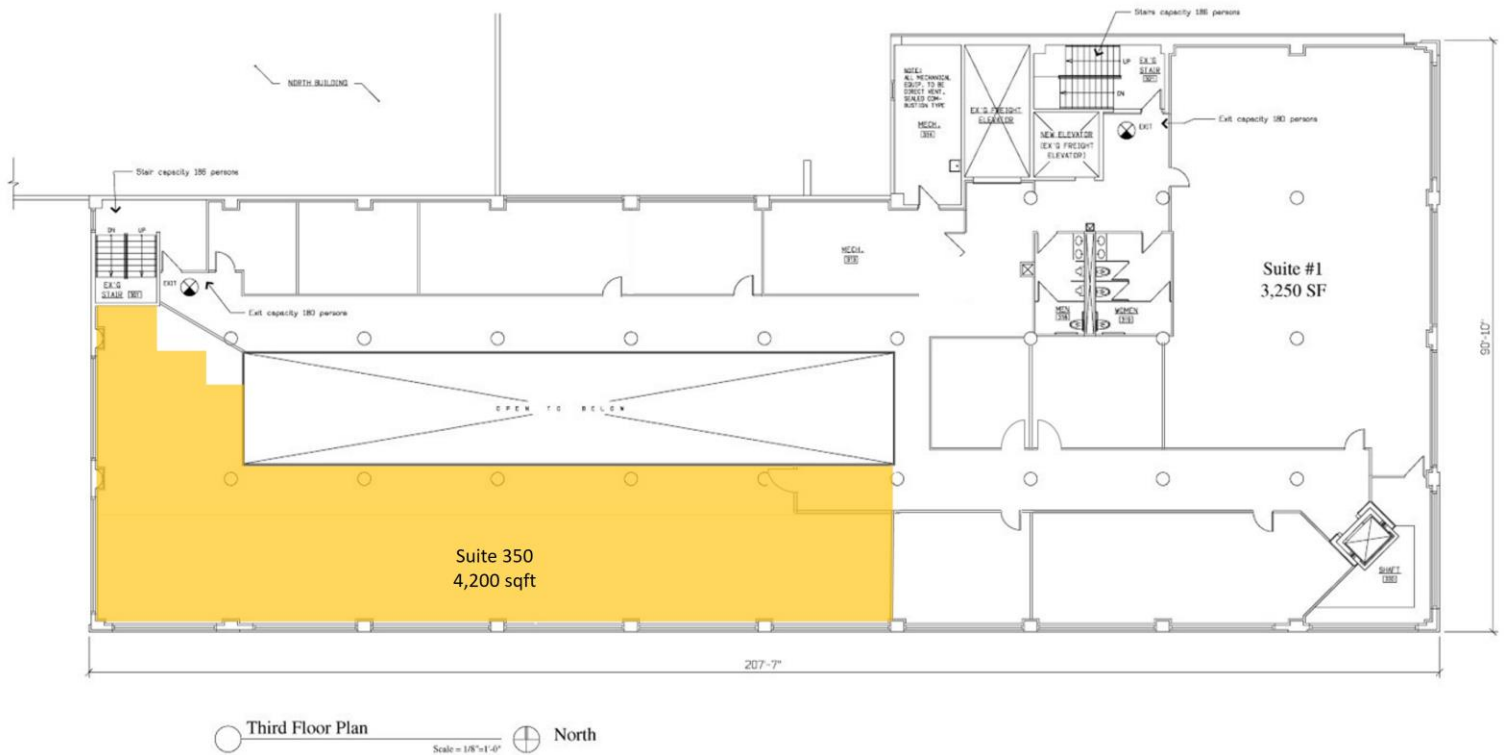 Stairs capacity 186 persons
NORTH BUILDING
NOTE:
ALL MECHANICAL
EQUIP. TO BE
DIRECT VENT,
SEALED COM-
BUSTION TYPE
MECH.
UP
EX'G
STAIR
DN
EX'G FREIGHT
ELEVATOR
NEW ELEVATOR
(EX'G FREIGHT
ELEVATOR)
EXIT
Exit capacity 180 persons
Stair capacity 186 persons
DN UP
EX'G
STAIR
EXIT
Exit capacity 180 persons
MECH.
MEN
WOMEN
Suite #1
3,250 SF
90'-10"
OPEN TO BELOW
Suite 350
4,200 sqft
SHAFT
207'-7"
Third Floor Plan
Scale = 1/8"=1'-0"
North